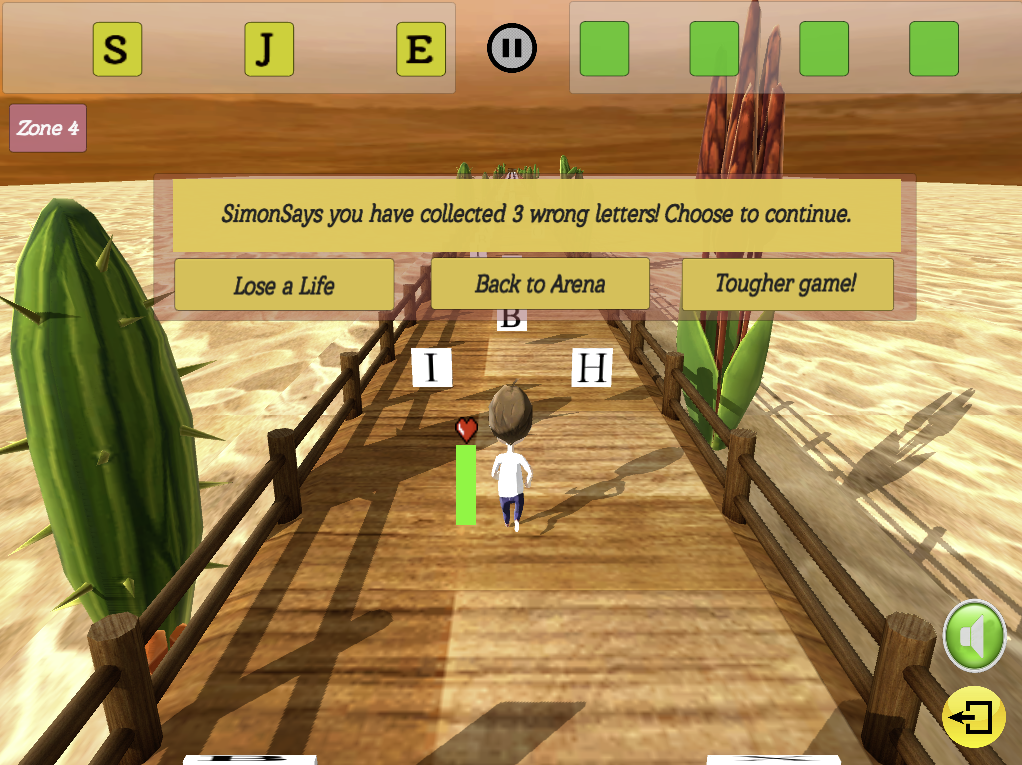 S J E
Zone 4
SimonSays you have collected 3 wrong letters! Choose to continue.
Lose a Life
Back to Arena
Tougher game!
B
I H